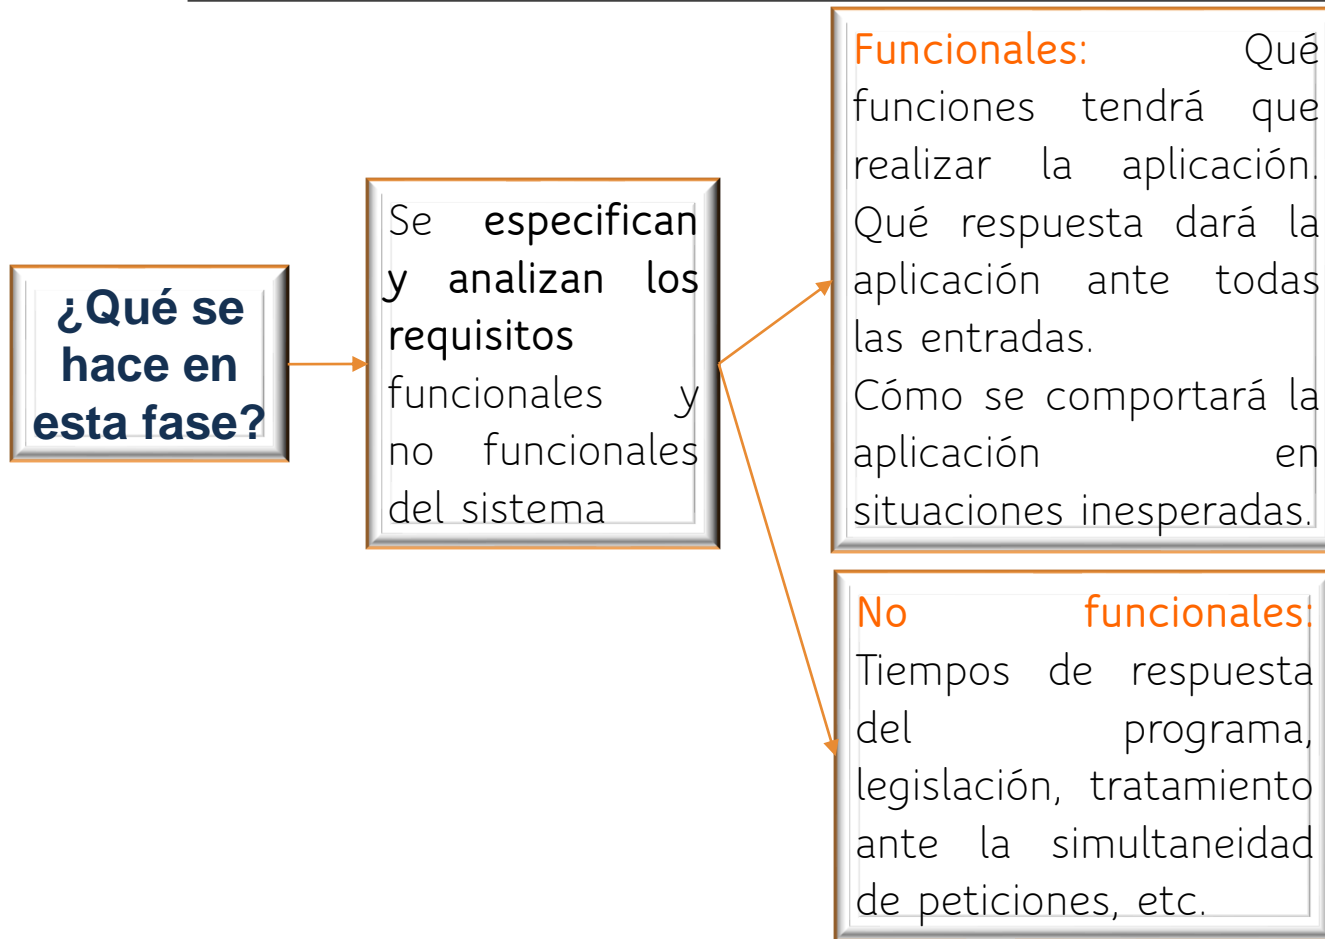 ¿Qué se
hace en
esta fase?
Se especifican
y analizan los
requisitos
funcionales y
no funcionales
del sistema
Funcionales: Qué
funciones tendrá que
realizar la aplicación.
Qué respuesta dará la
aplicación ante todas
las entradas.
Cómo se comportará la
aplicación en
situaciones inesperadas.
No funcionales:
Tiempos de respuesta
del programa,
legislación, tratamiento
ante la simultaneidad
de peticiones, etc.